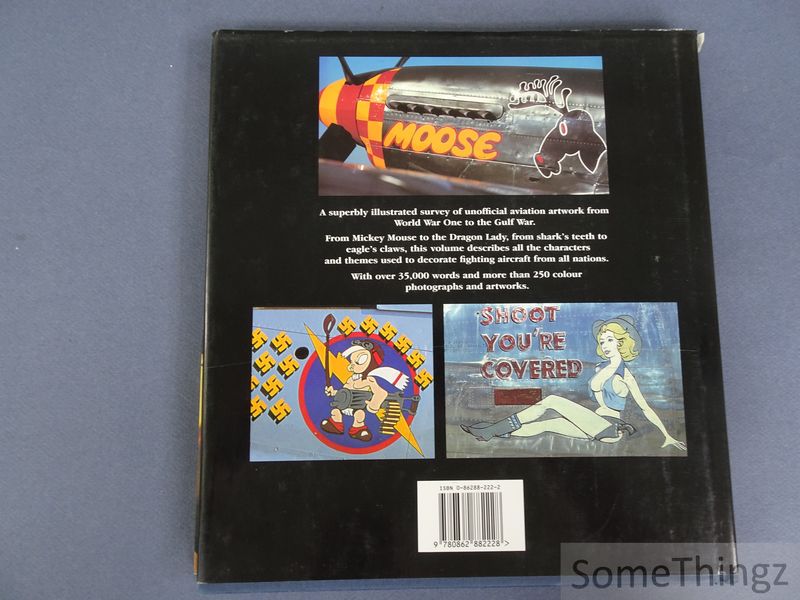 MOOSE
A superbly illustrated survey of unofficial aviation artwork from
World War One to the Gulf War.
From Mickey Mouse to the Dragon Lady, from shark's teeth to
eagle's claws, this volume describes all the characters
and themes used to decorate fighting aircraft from all nations.
With over 35,000 words and more than 250 colour
photographs and artworks.
SHOOT
YOU'RE
COVERED
ISBN 0-86288-222-2
9 780862 882228 >
SomeThingz